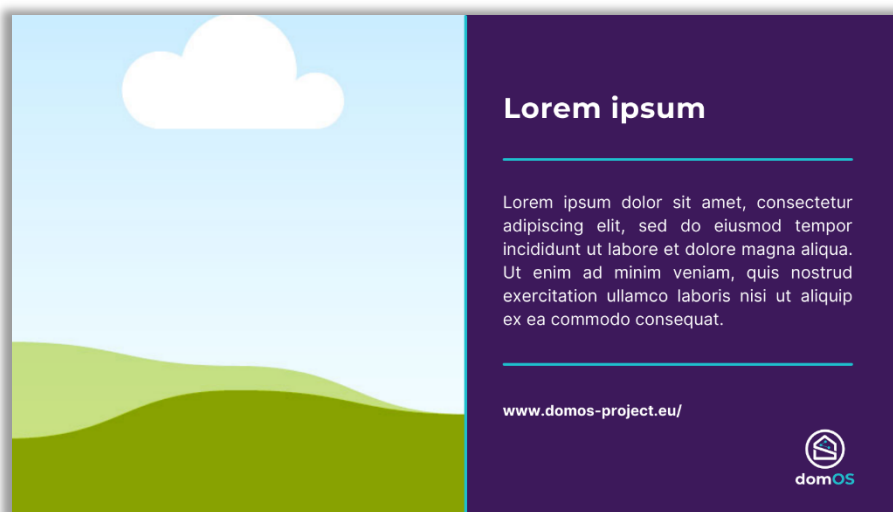 Lorem ipsum
Lorem ipsum dolor sit amet, consectetur
adipiscing elit, sed do eiusmod tempor
incididunt ut labore et dolore magna aliqua.
Ut enim ad minim veniam, quis nostrud
exercitation ullamco laboris nisi ut aliquip
ex ea commodo consequat.
www.domos-project.eu/
domOS